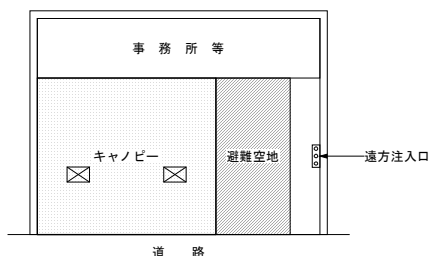 事務所等
キャノピー
避難空地
遠方注入口
道路